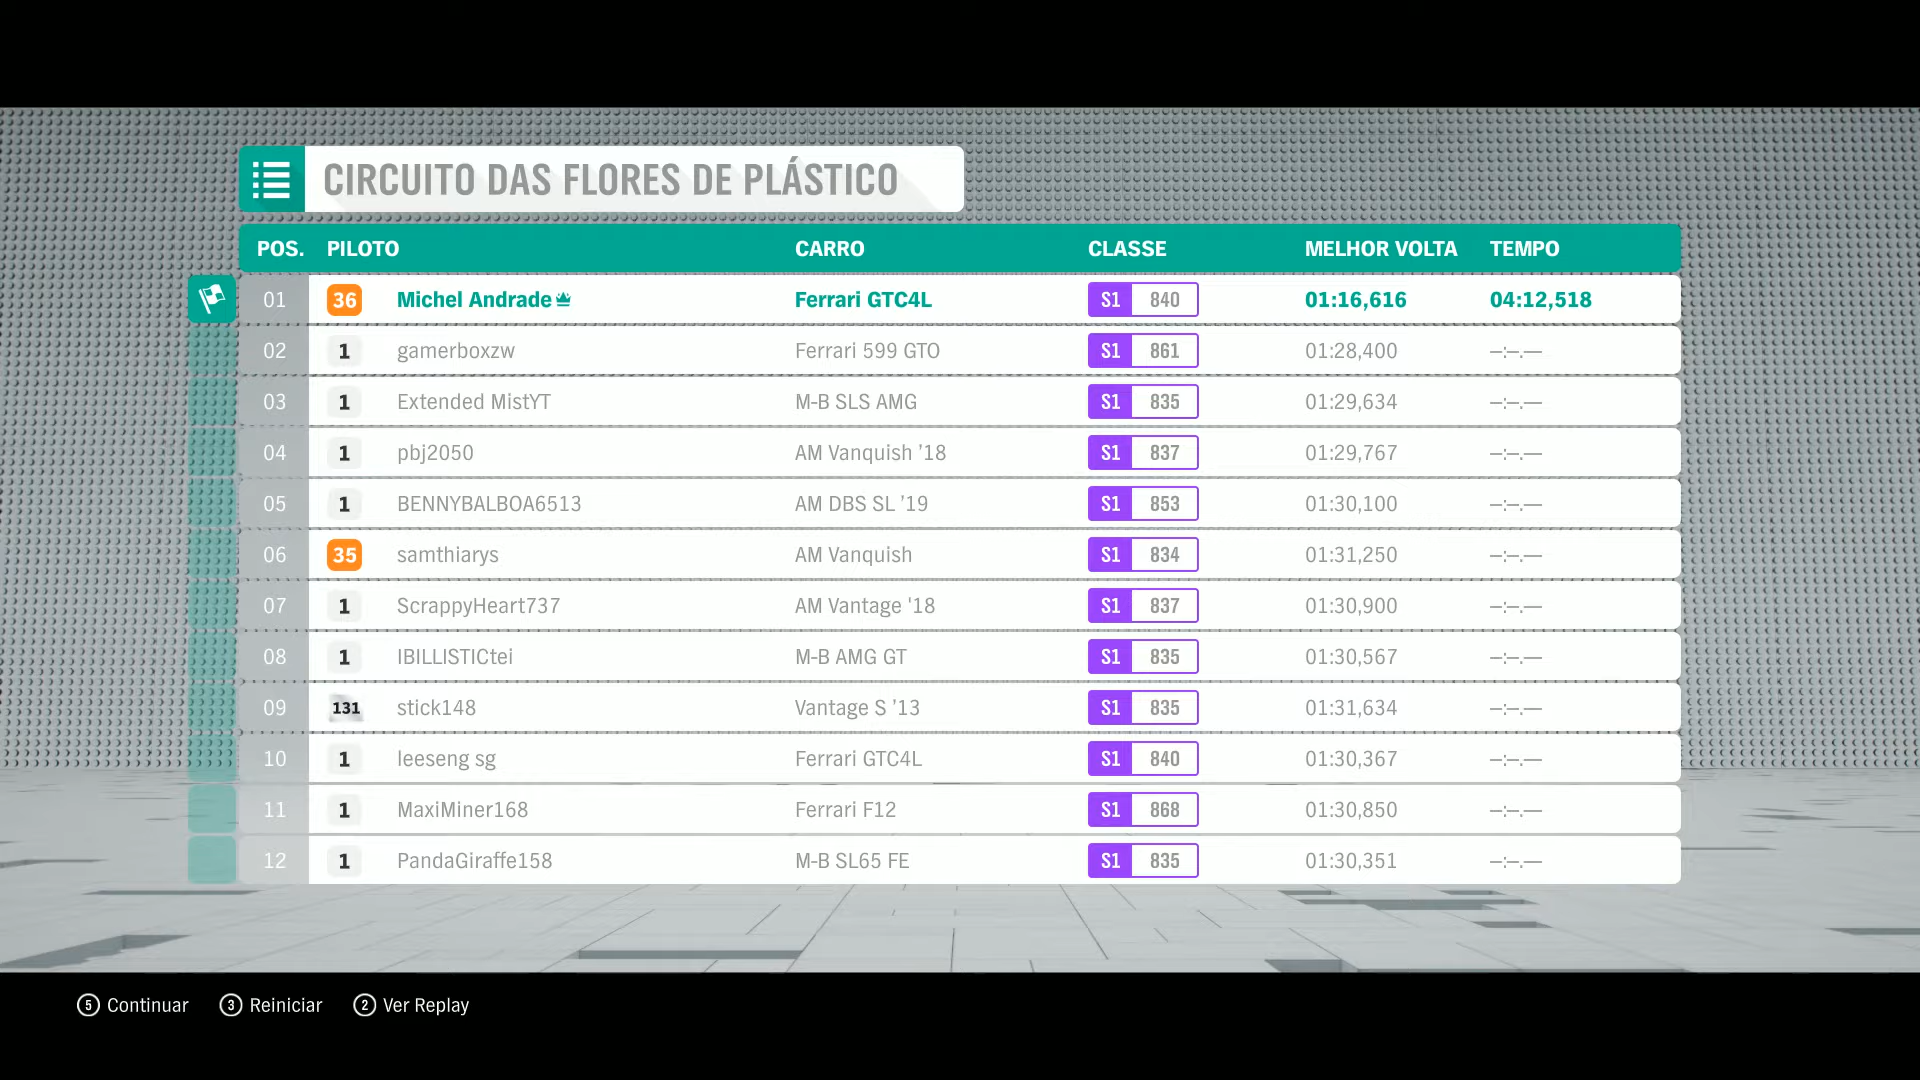 CIRCUITO DAS FLORES DE PLÁSTICO
POS. PILOTO CARRO CLASSE MELHOR VOLTA TEMPO
01 36 Michel Andrade Ferrari GTC4L S1 840 01:16,616 04:12,518
02 1 gamerboxzw Ferrari 599 GTO S1 861 01:28,400 --:--.---
03 1 Extended MistYT M-B SLS AMG S1 835 01:29,634 --:--.---
04 1 pbj2050 AM Vanquish ’18 S1 837 01:29,767 --:--.---
05 1 BENNYBALBOA6513 AM DBS SL ’19 S1 853 01:30,100 --:--.---
06 35 samthiarys AM Vanquish S1 834 01:31,250 --:--.---
07 1 ScrappyHeart737 AM Vantage '18 S1 837 01:30,900 --:--.---
08 1 IBILLISTICtei M-B AMG GT S1 835 01:30,567 --:--.---
09 131 stick148 Vantage S ’13 S1 835 01:31,634 --:--.---
10 1 leeseng sg Ferrari GTC4L S1 840 01:30,367 --:--.---
11 1 MaxiMiner168 Ferrari F12 S1 868 01:30,850 --:--.---
12 1 PandaGiraffe158 M-B SL65 FE S1 835 01:30,351 --:--.---
5 Continuar 3 Reiniciar 2 Ver Replay